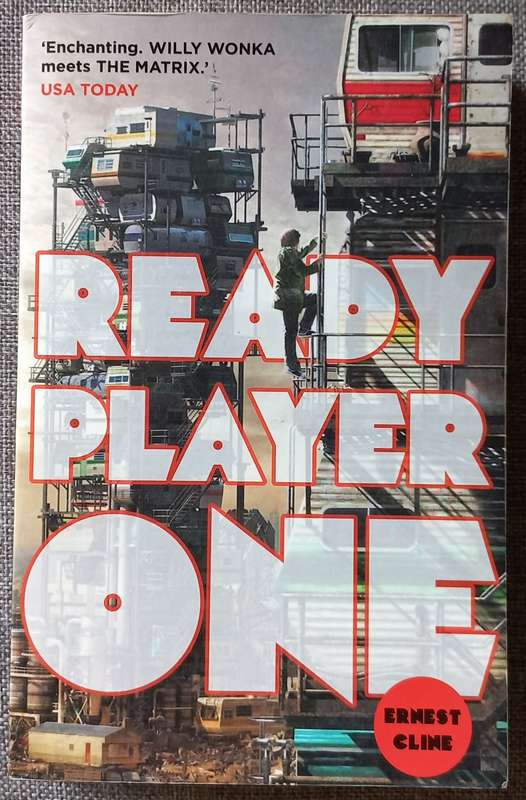 ‘Enchanting. WILLY WONKA
meets THE MATRIX.’
USA TODAY
READY
PLAYER
ONE
ERNEST
CLINE